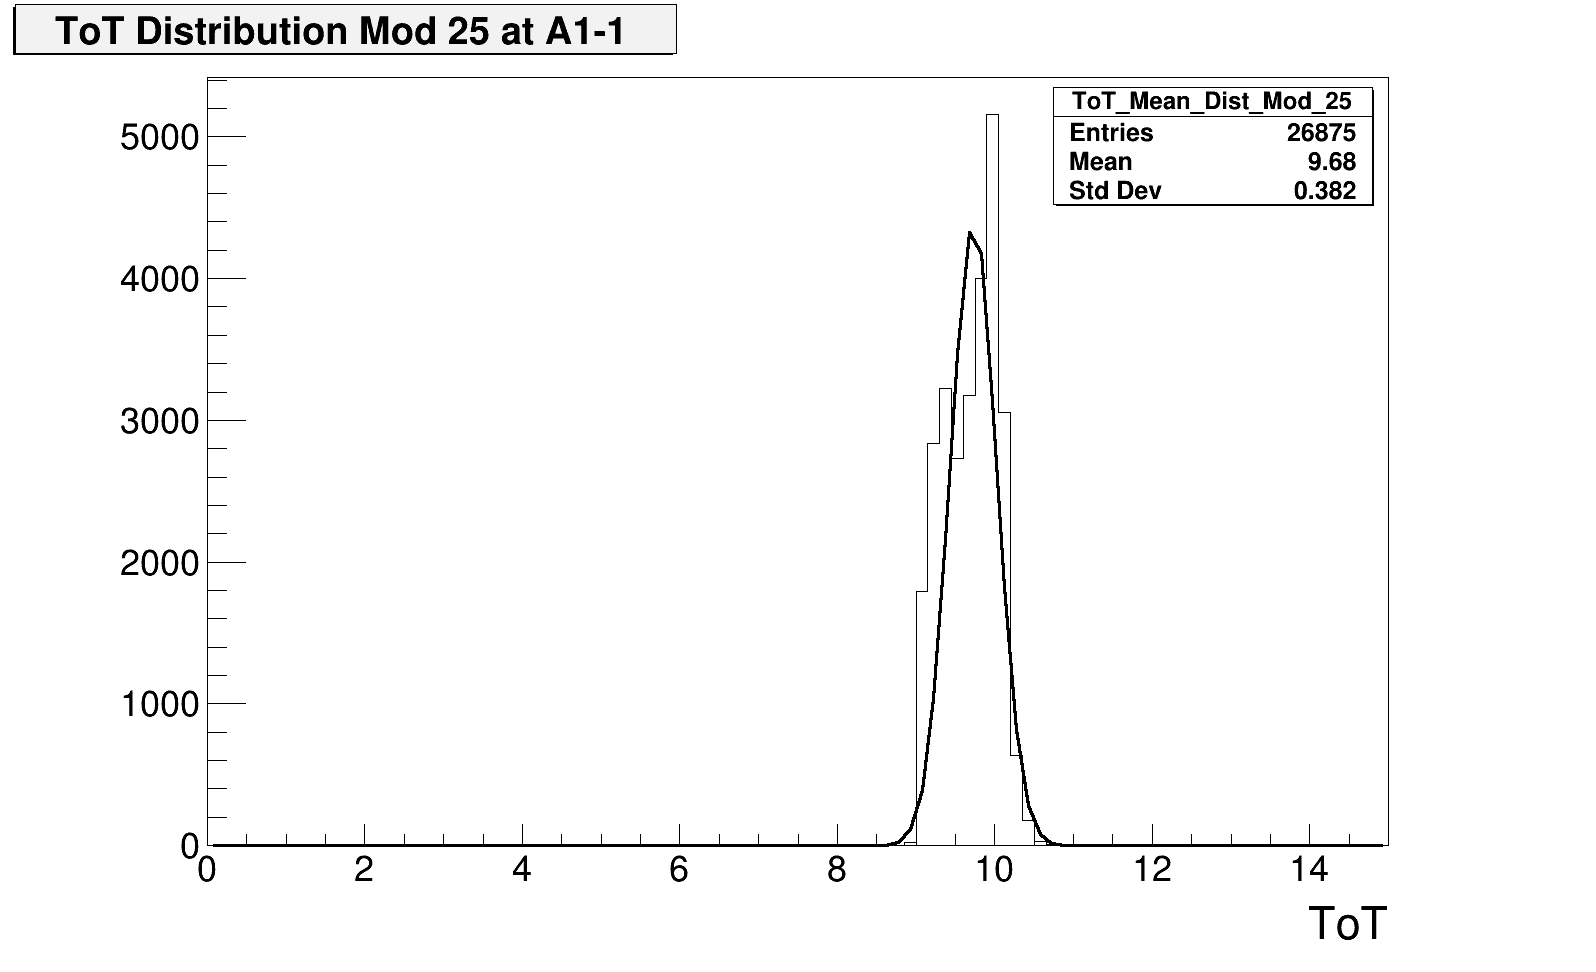 ToT Distribution Mod 25 at A1-1
ToT_Mean_Dist_Mod_25
Entries 26875
Mean 9.68
Std Dev 0.382
5000
4000
3000
2000
1000
0
0 2 4 6 8 10 12 14
ToT